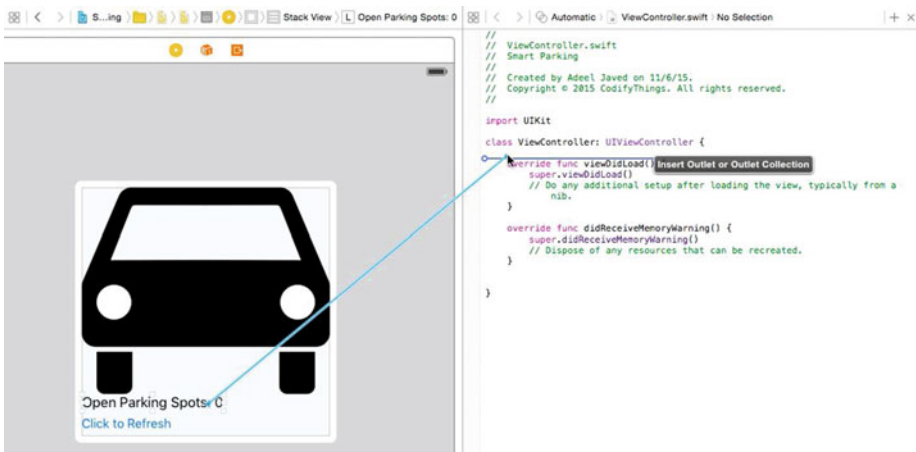 S...ing
Stack View
L Open Parking Spots: 0
Automatic
ViewController.swift
No Selection
Open Parking Spots: 0
Click to Refresh
//
// ViewController.swift
// Smart Parking
//
// Created by Adeel Javed on 11/6/15.
// Copyright © 2015 CodifyThings. All rights reserved.
//
import UIKit
class ViewController: UIViewController {
override func viewDidLoad()
Insert Outlet or Outlet Collection
super.viewDidLoad()
// Do any additional setup after loading the view, typically from a
nib.
}
override func didReceiveMemoryWarning() {
super.didReceiveMemoryWarning()
// Dispose of any resources that can be recreated.
}
}